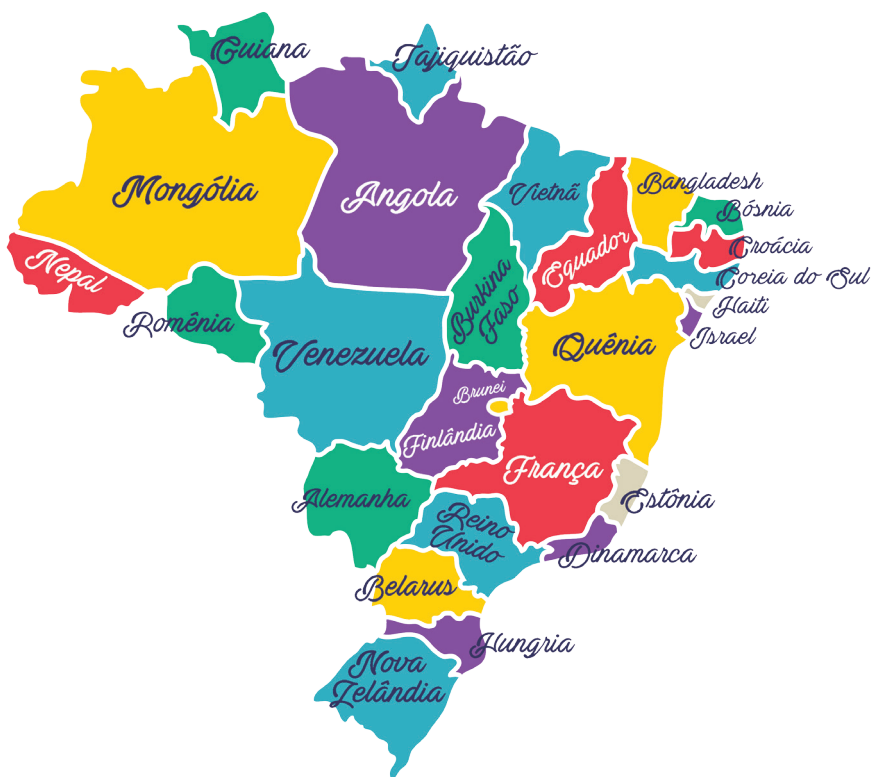 Guiana
Tajiquistão
Mongólia
Angola
Vietnã
Bangladesh
Bósnia
Equador
Croácia
Nepal
Burkina
Faso
Coreia do Sul
Haiti
Romênia
Israel
Venezuela
Quênia
Brunei
Finlândia
França
Alemanha
Estônia
Reino
Unido
Dinamarca
Belarus
Hungria
Nova
Zelândia